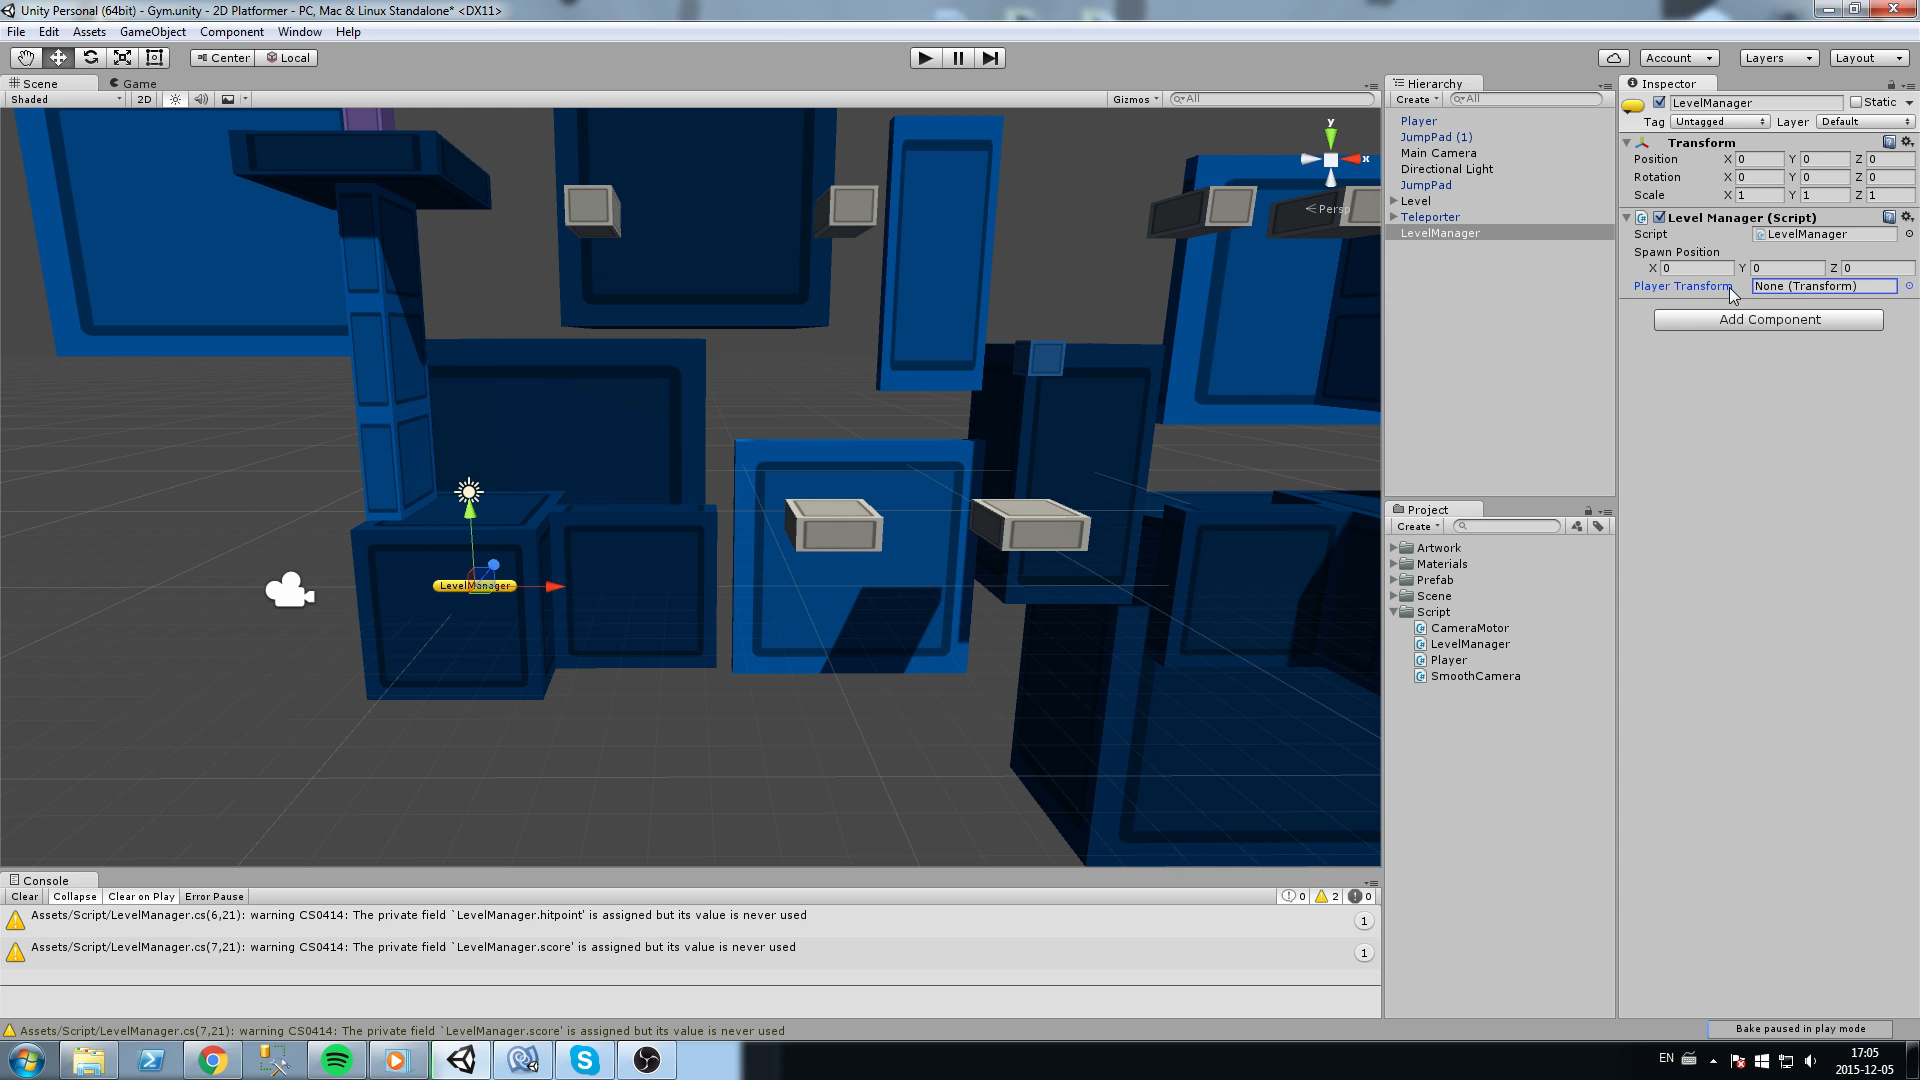 Unity Personal (64bit) - Gym.unity - 2D Platformer - PC, Mac & Linux Standalone* <DX11>
File Edit Assets GameObject Component Window Help
Center Local
Account Layers Layout
Scene Game
Shaded 2D Gizmos All
y
x
Persp
LevelManager
Hierarchy
Create All
Player
JumpPad (1)
Main Camera
Directional Light
JumpPad
Level
Teleporter
LevelManager
Project
Create
Artwork
Materials
Prefab
Scene
Script
CameraMotor
LevelManager
Player
SmoothCamera
Inspector
LevelManager Static
Tag Untagged Layer Default
Transform
Position X 0 Y 0 Z 0
Rotation X 0 Y 0 Z 0
Scale X 1 Y 1 Z 1
Level Manager (Script)
Script LevelManager
Spawn Position
X 0 Y 0 Z 0
Player Transform None (Transform)
Add Component
Console
Clear Collapse Clear on Play Error Pause 0 2 0
Assets/Script/LevelManager.cs(6,21): warning CS0414: The private field `LevelManager.hitpoint' is assigned but its value is never used 1
Assets/Script/LevelManager.cs(7,21): warning CS0414: The private field `LevelManager.score' is assigned but its value is never used 1
Assets/Script/LevelManager.cs(7,21): warning CS0414: The private field `LevelManager.score' is assigned but its value is never used
Bake paused in play mode
EN
17:05
2015-12-05